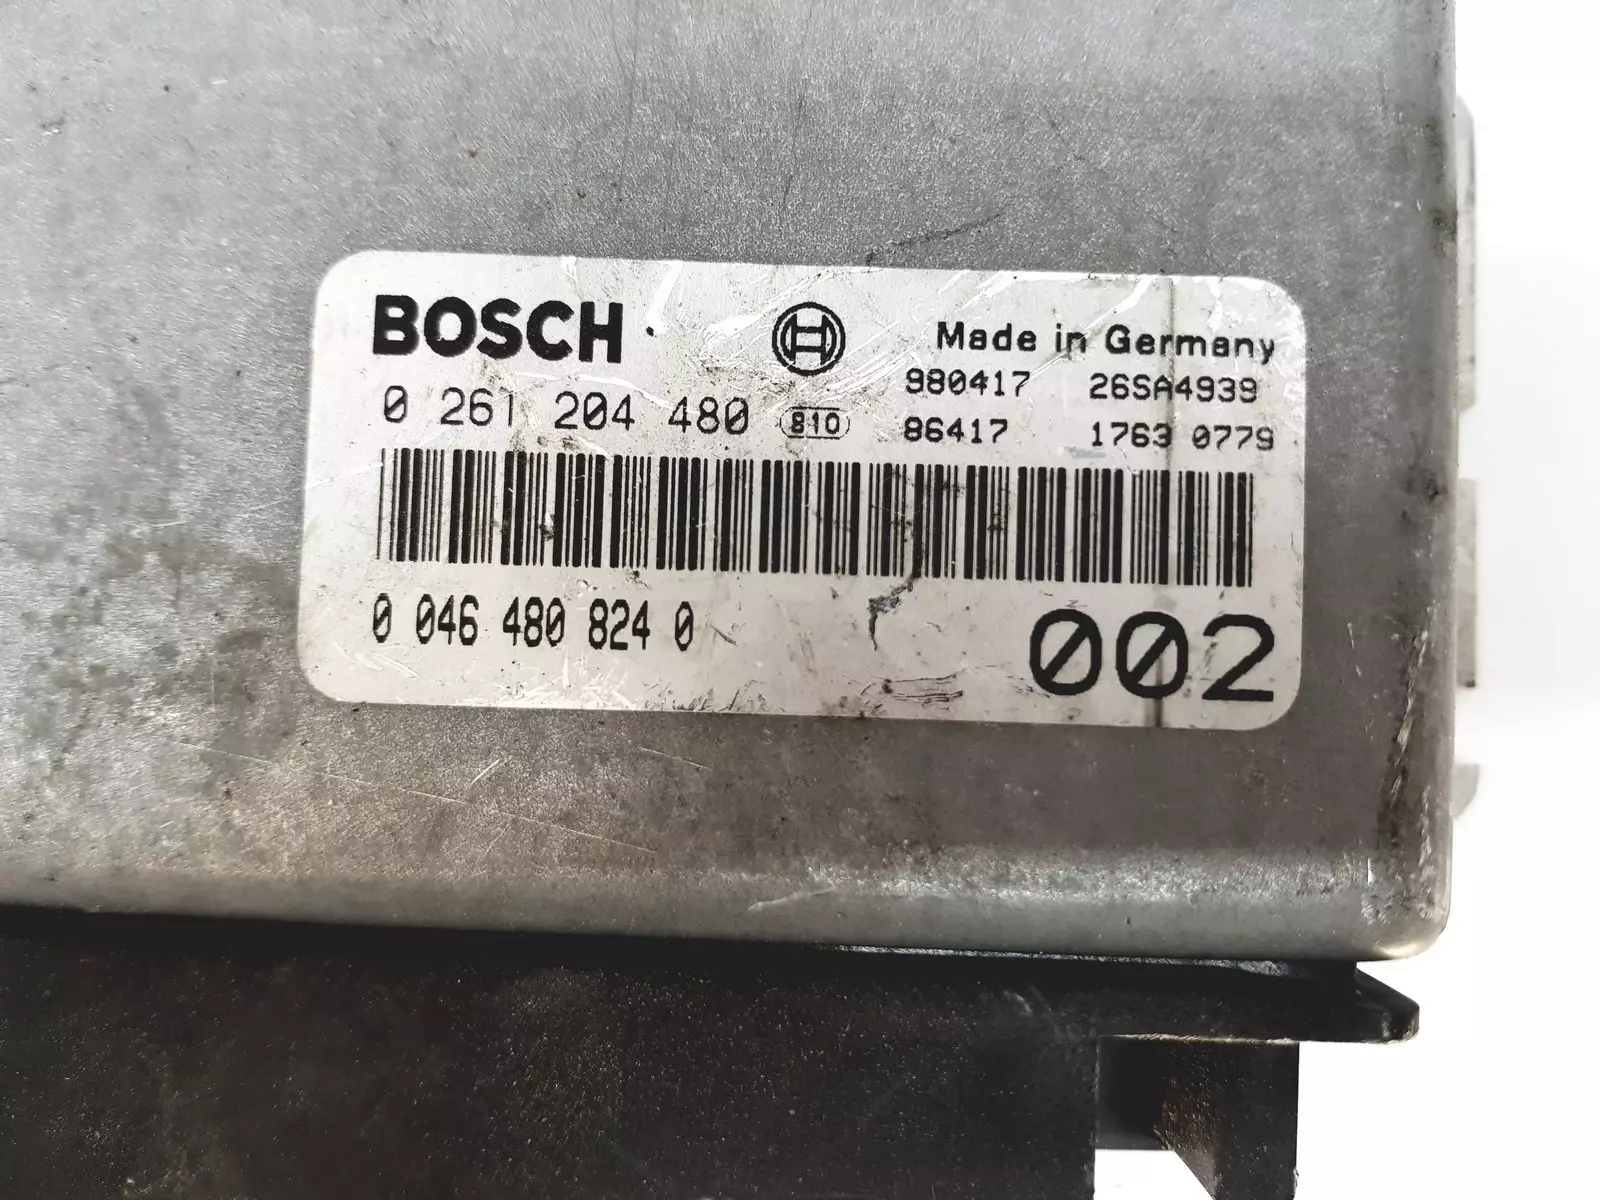 BOSCH Made in Germany
0 261 204 480 810 980417 26SA4939
86417 1763 0779
0 046 480 824 0 002